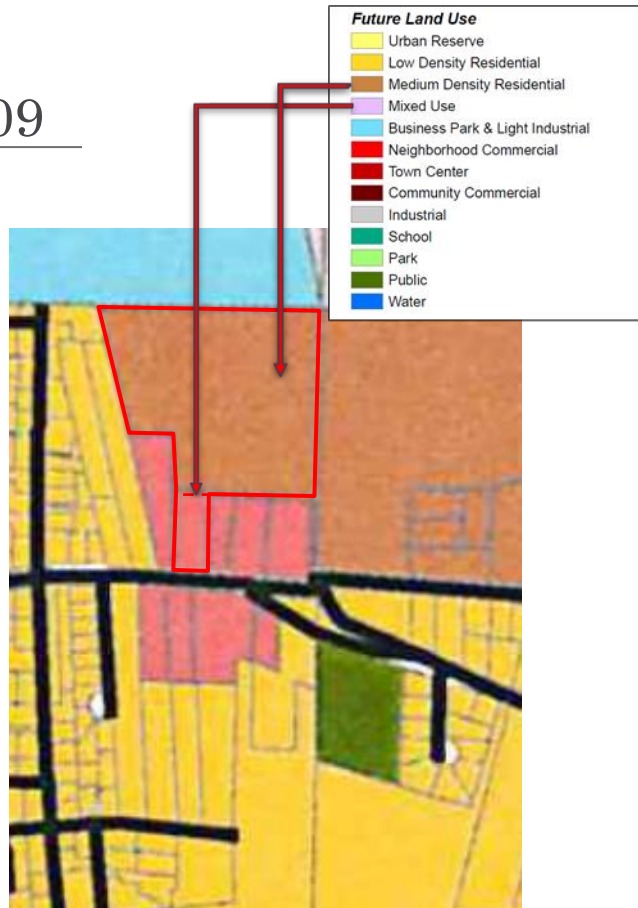 09
Future Land Use
Urban Reserve
Low Density Residential
Medium Density Residential
Mixed Use
Business Park & Light Industrial
Neighborhood Commercial
Town Center
Community Commercial
Industrial
School
Park
Public
Water